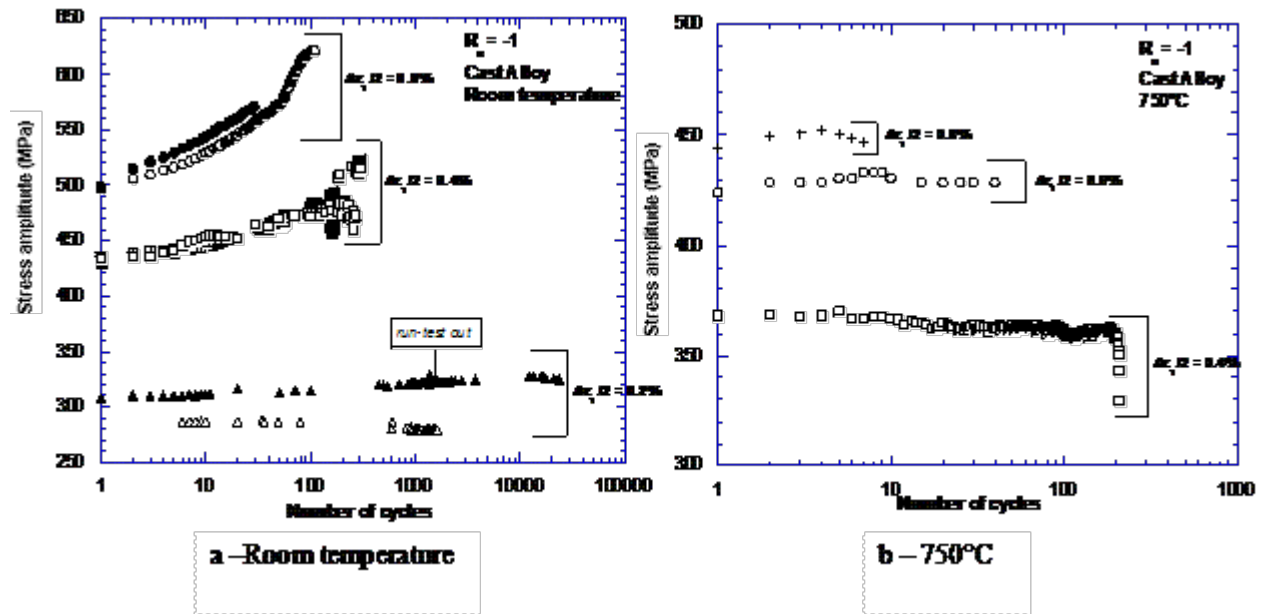 Stress amplitude (MPa)
600
550
500
450
400
350
300
250
= -1
Cast Alloy
Room temperature
run-test out
1
10
100
1000
10000
100000
Number of cycles
a – Room temperature
Stress amplitude (MPa)
500
450
400
350
300
= -1
Cast Alloy
750°C
1
10
100
1000
Number of cycles
b – 750°C